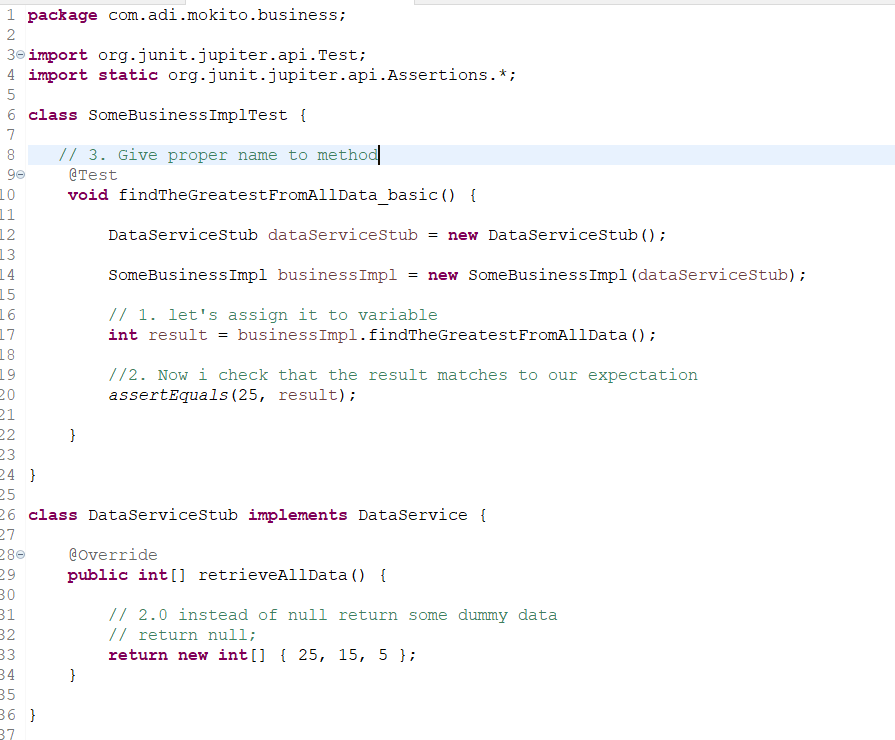 1 package com.adi.mokito.business;
2
3 import org.junit.jupiter.api.Test;
4 import static org.junit.jupiter.api.Assertions.*;
5
6 class SomeBusinessImplTest {
7
8 // 3. Give proper name to method
9 @Test
10 void findTheGreatestFromAllData_basic() {
11
12 DataServiceStub dataServiceStub = new DataServiceStub();
13
14 SomeBusinessImpl businessImpl = new SomeBusinessImpl(dataServiceStub);
15
16 // 1. let's assign it to variable
17 int result = businessImpl.findTheGreatestFromAllData();
18
19 //2. Now i check that the result matches to our expectation
20 assertEquals(25, result);
21
22 }
23
24 }
25
26 class DataServiceStub implements DataService {
27
28 @Override
29 public int[] retrieveAllData() {
30
31 // 2.0 instead of null return some dummy data
32 // return null;
33 return new int[] { 25, 15, 5 };
34 }
35
36 }
37